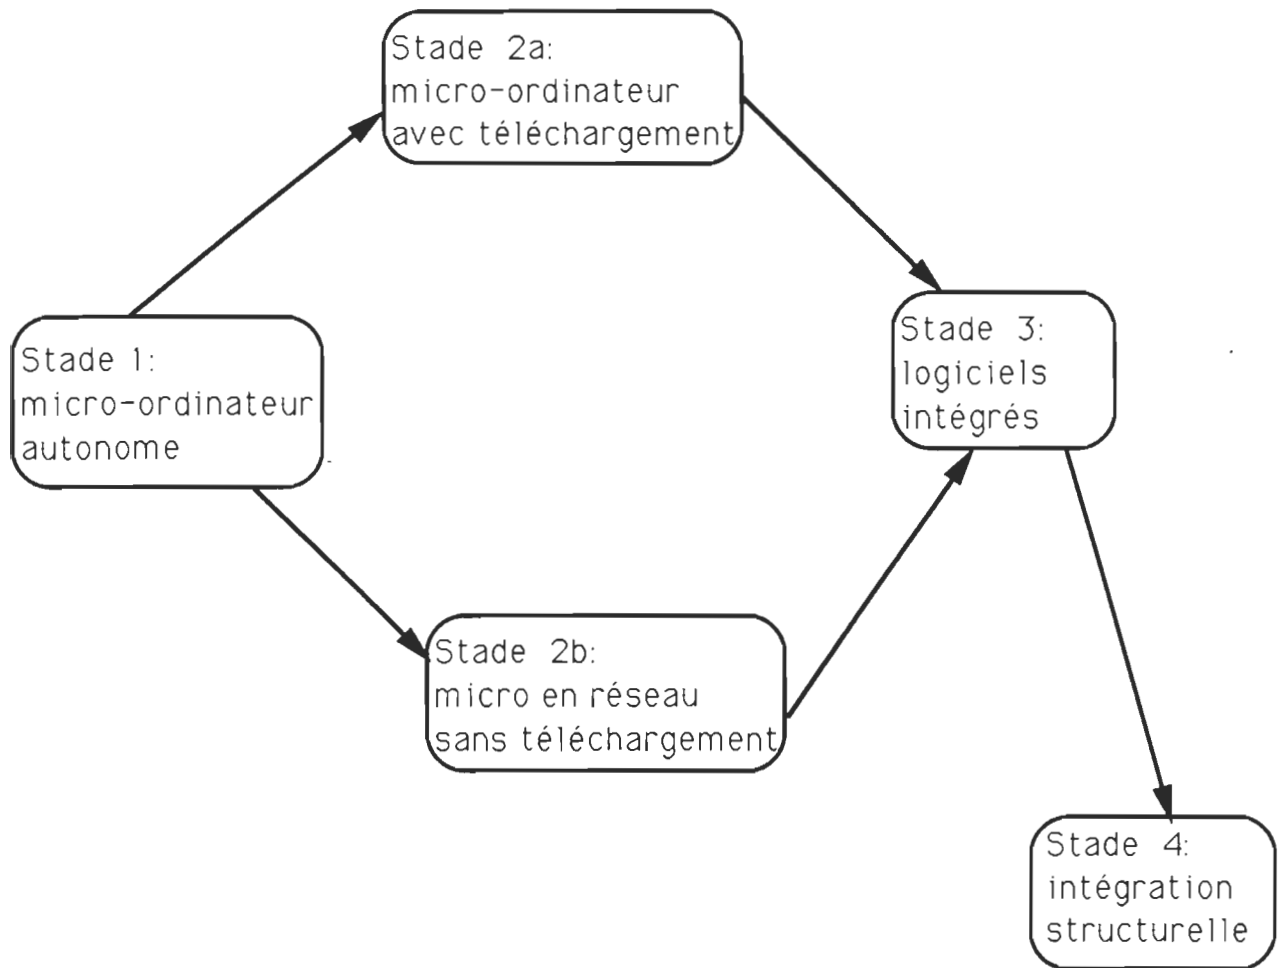 Stade 2a:
micro-ordinateur
avec téléchargement
Stade 1:
micro-ordinateur
autonome
Stade 3:
logiciels
intégrés
Stade 2b:
micro en réseau
sans téléchargement
Stade 4:
intégration
structurelle